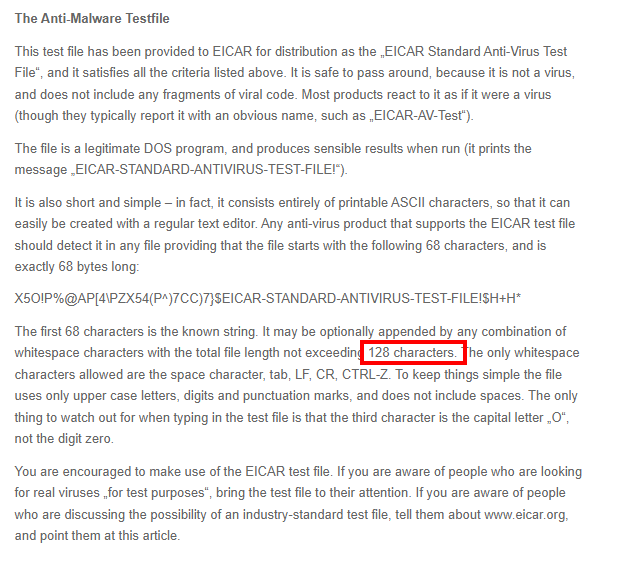 The Anti-Malware Testfile
This test file has been provided to EICAR for distribution as the „EICAR Standard Anti-Virus Test
File“, and it satisfies all the criteria listed above. It is safe to pass around, because it is not a virus,
and does not include any fragments of viral code. Most products react to it as if it were a virus
(though they typically report it with an obvious name, such as „EICAR-AV-Test“).
The file is a legitimate DOS program, and produces sensible results when run (it prints the
message „EICAR-STANDARD-ANTIVIRUS-TEST-FILE!“).
It is also short and simple – in fact, it consists entirely of printable ASCII characters, so that it can
easily be created with a regular text editor. Any anti-virus product that supports the EICAR test file
should detect it in any file providing that the file starts with the following 68 characters, and is
exactly 68 bytes long:
X5O!P%@AP[4\PZX54(P^)7CC)7}$EICAR-STANDARD-ANTIVIRUS-TEST-FILE!$H+H*
The first 68 characters is the known string. It may be optionally appended by any combination of
whitespace characters with the total file length not exceeding 128 characters. The only whitespace
characters allowed are the space character, tab, LF, CR, CTRL-Z. To keep things simple the file
uses only upper case letters, digits and punctuation marks, and does not include spaces. The only
thing to watch out for when typing in the test file is that the third character is the capital letter „O“,
not the digit zero.
You are encouraged to make use of the EICAR test file. If you are aware of people who are looking
for real viruses „for test purposes“, bring the test file to their attention. If you are aware of people
who are discussing the possibility of an industry-standard test file, tell them about www.eicar.org,
and point them at this article.